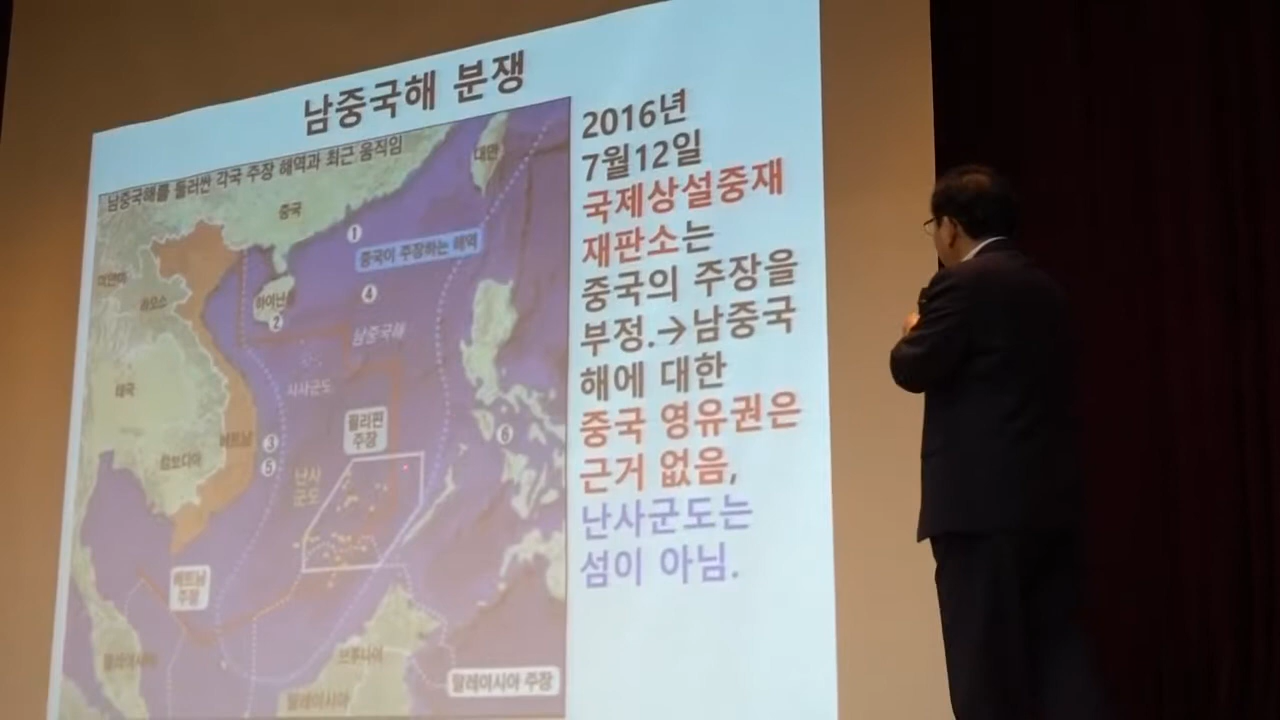 남중국해 분쟁
남중국해를 둘러싼 각국 주장 해역과 최근 움직임
대만
중국
1
중국이 주장하는 해역
미얀마
라오스
하이난
4
2
남중국해
시사군도
태국
필리핀
주장
베트남
3
6
캄보디아
5
난사
군도
베트남
주장
말레이시아
브루나이
말레이시아
말레이시아 주장
2016년
7월12일
국제상설중재
재판소는
중국의 주장을
부정.→남중국
해에 대한
중국 영유권은
근거 없음,
난사군도는
섬이 아님.